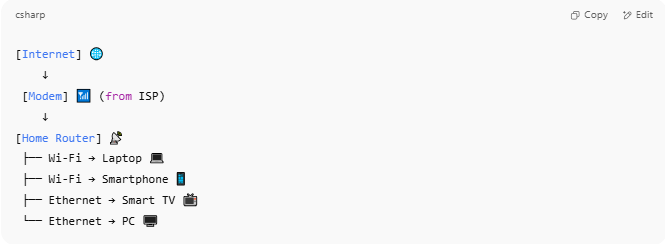 csharp Copy Edit
[Internet] 🌐
↓
[Modem] 📶 (from ISP)
↓
[Home Router] 📡
├── Wi-Fi → Laptop 💻
├── Wi-Fi → Smartphone 📱
├── Ethernet → Smart TV 📺
└── Ethernet → PC 🖥️